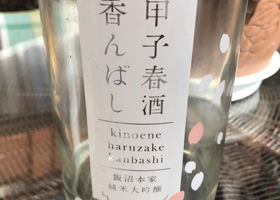 甲子春酒
香んばし
kinoene
haruzake
kanbashi
飯沼本家
純米大吟醸